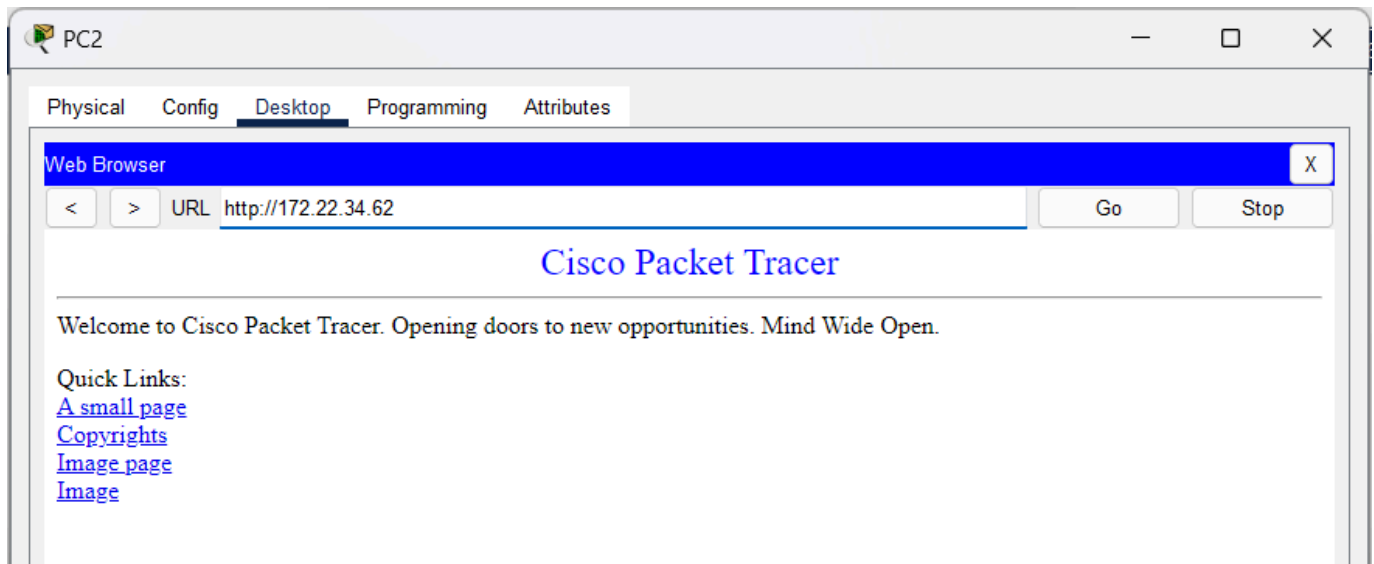 PC2
Physical Config Desktop Programming Attributes
Web Browser X
< > URL http://172.22.34.62 Go Stop
Cisco Packet Tracer
Welcome to Cisco Packet Tracer. Opening doors to new opportunities. Mind Wide Open.
Quick Links:
A small page
Copyrights
Image page
Image